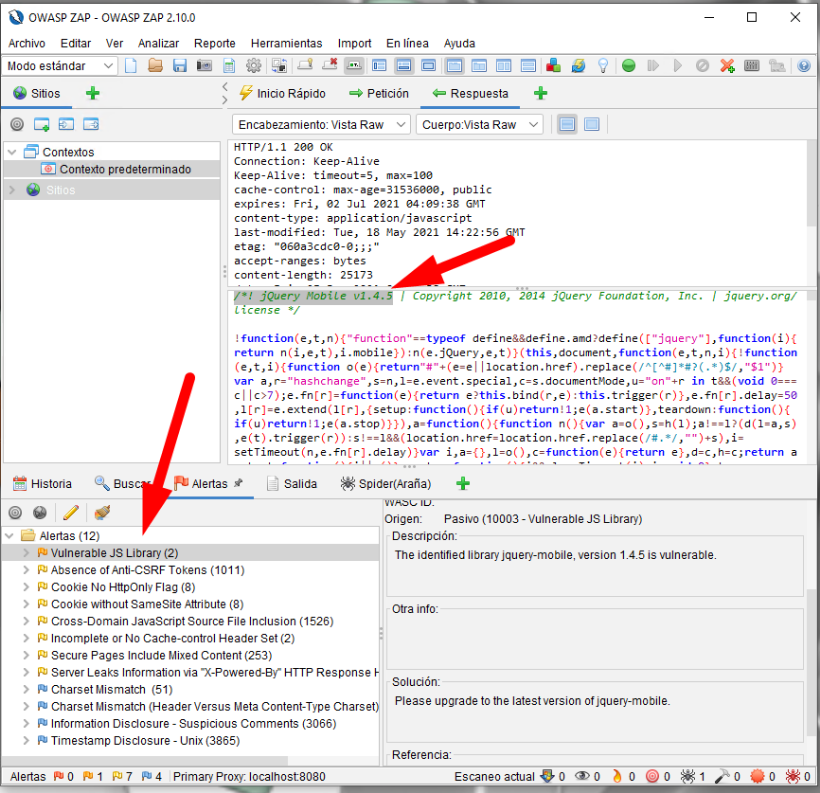 OWASP ZAP - OWASP ZAP 2.10.0
Archivo Editar Ver Analizar Reporte Herramientas Import En línea Ayuda
Modo estándar
Sitios
Inicio Rápido Petición Respuesta
Encabezamiento: Vista Raw Cuerpo:Vista Raw
Contextos
Contexto predeterminado
Sitios
HTTP/1.1 200 OK
Connection: Keep-Alive
Keep-Alive: timeout=5, max=100
cache-control: max-age=31536000, public
expires: Fri, 02 Jul 2021 04:09:38 GMT
content-type: application/javascript
last-modified: Tue, 18 May 2021 14:22:56 GMT
etag: "060a3cdc0-0;;;"
accept-ranges: bytes
content-length: 25173
/*! jQuery Mobile v1.4.5 | Copyright 2010, 2014 jQuery Foundation, Inc. | jquery.org/
license */
!function(e,t,n){"function"==typeof define&&define.amd?define(["jquery"],function(i){
return n(i,e,t),i.mobile}):n(e.jQuery,e,t)}(this,document,function(e,t,n,i){!function
(e,t,i){function o(e){return"#"+(e=e||location.href).replace(/^[^#]*#?(.*)$/,"$1")}
var a,r="hashchange",s=n,l=e.event.special,c=s.documentMode,u="on"+r in t&&(void 0===
c||c>7);e.fn[r]=function(e){return e?this.bind(r,e):this.trigger(r)},e.fn[r].delay=50
,l[r]=e.extend(l[r],{setup:function(){if(u)return!1;e(a.start)},teardown:function(){
if(u)return!1;e(a.stop)}}),a=function(){function n(){var a=o(),s=h(l);a!==l?(d(l=a,s)
,e(t).trigger(r)):s!==l&&(location.href=location.href.replace(/#.*/,"")+s),i=
setTimeout(n,e.fn[r].delay)}var i,a={},l=o(),c=function(e){return e},d=c,h=c;return a
Historia Buscar Alertas Salida Spider(Araña)
Alertas (12)
Vulnerable JS Library (2)
Absence of Anti-CSRF Tokens (1011)
Cookie No HttpOnly Flag (8)
Cookie without SameSite Attribute (8)
Cross-Domain JavaScript Source File Inclusion (1526)
Incomplete or No Cache-control Header Set (2)
Secure Pages Include Mixed Content (253)
Server Leaks Information via "X-Powered-By" HTTP Response H
Charset Mismatch (51)
Charset Mismatch (Header Versus Meta Content-Type Charset)
Information Disclosure - Suspicious Comments (3066)
Timestamp Disclosure - Unix (3865)
WASC ID:
Origen: Pasivo (10003 - Vulnerable JS Library)
Descripción:
The identified library jquery-mobile, version 1.4.5 is vulnerable.
Otra info:
Solución:
Please upgrade to the latest version of jquery-mobile.
Referencia:
Alertas 0 1 7 4 Primary Proxy: localhost:8080 Escaneo actual 0 0 0 0 1 0 0 0